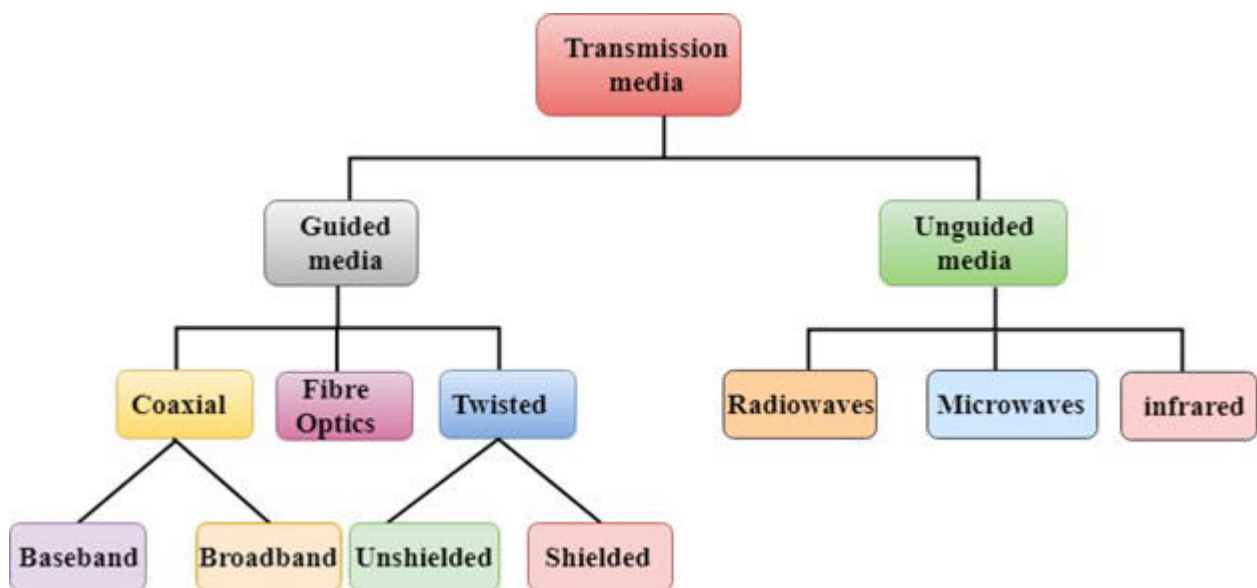 Transmission
media
Guided
media
Unguided
media
Coaxial
Fibre
Optics
Twisted
Radiowaves
Microwaves
infrared
Baseband
Broadband
Unshielded
Shielded